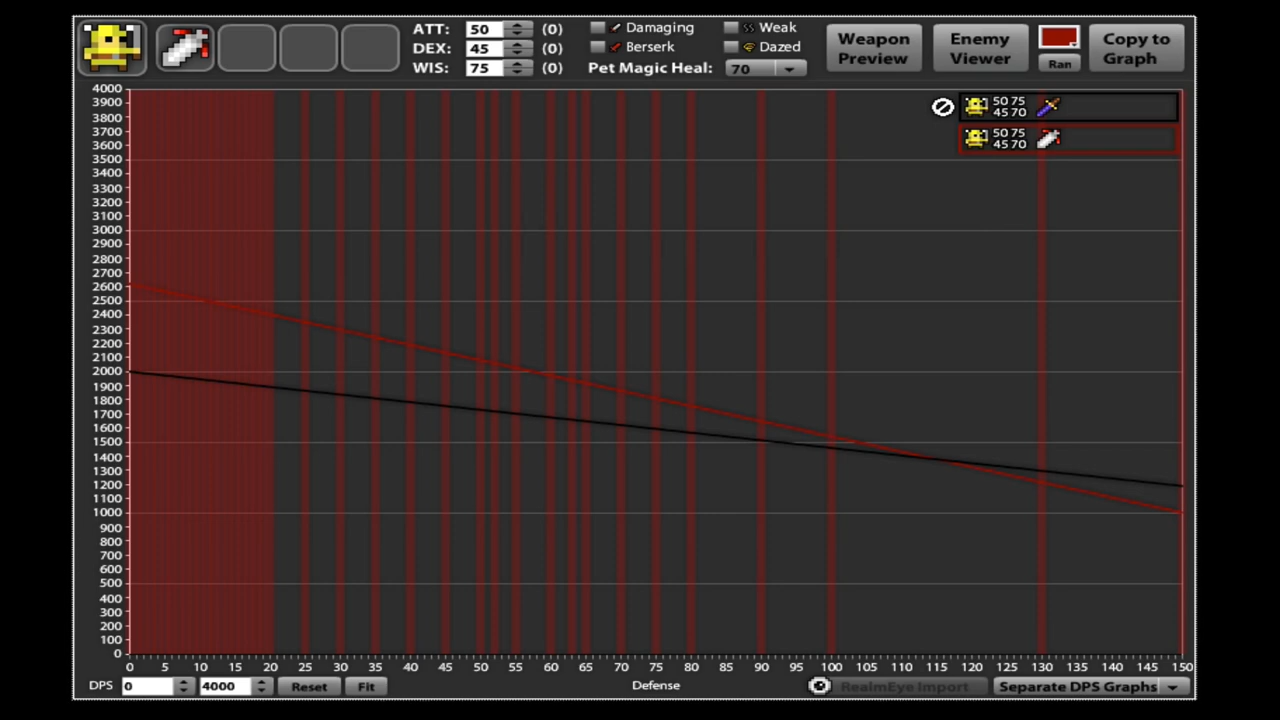 ATT: 50 (0)
DEX: 45 (0)
WIS: 75 (0)
Damaging
Weak
Berserk
Dazed
Pet Magic Heal: 70
Weapon
Preview
Enemy
Viewer
Ran
Copy to
Graph
50 75
45 70
50 75
45 70
4000
3900
3800
3700
3600
3500
3400
3300
3200
3100
3000
2900
2800
2700
2600
2500
2400
2300
2200
2100
2000
1900
1800
1700
1600
1500
1400
1300
1200
1100
1000
900
800
700
600
500
400
300
200
100
0
0 5 10 15 20 25 30 35 40 45 50 55 60 65 70 75 80 85 90 95 100 105 110 115 120 125 130 135 140 145 150
DPS 0 4000 Reset Fit Defense RealmEye Import Separate DPS Graphs